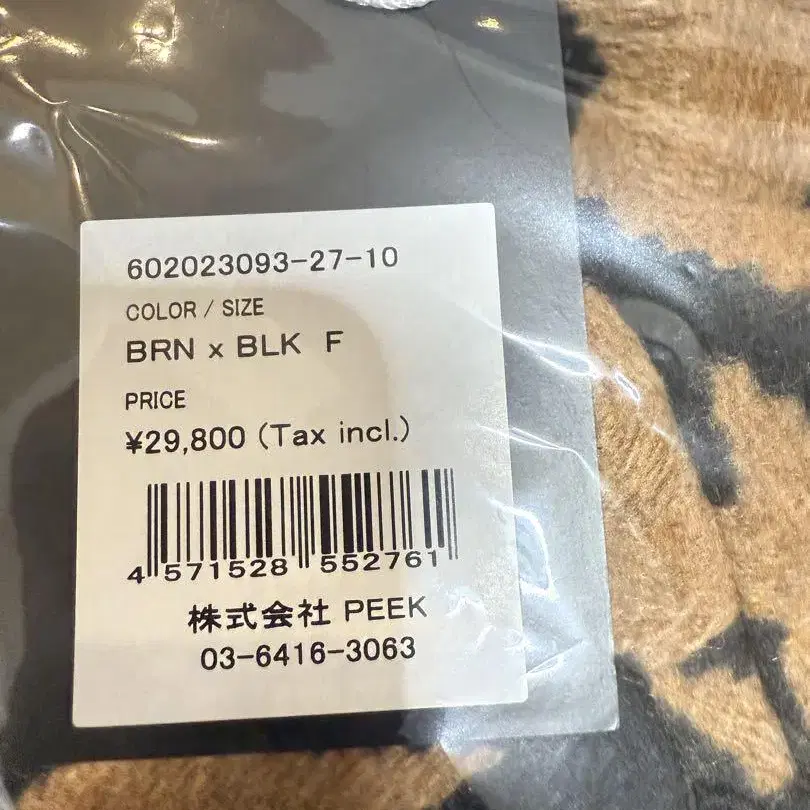 602023093-27-10
COLOR / SIZE
BRN x BLK F
PRICE
¥29,800 (Tax incl.)
4 571528 552761
株式会社 PEEK
03-6416-3063